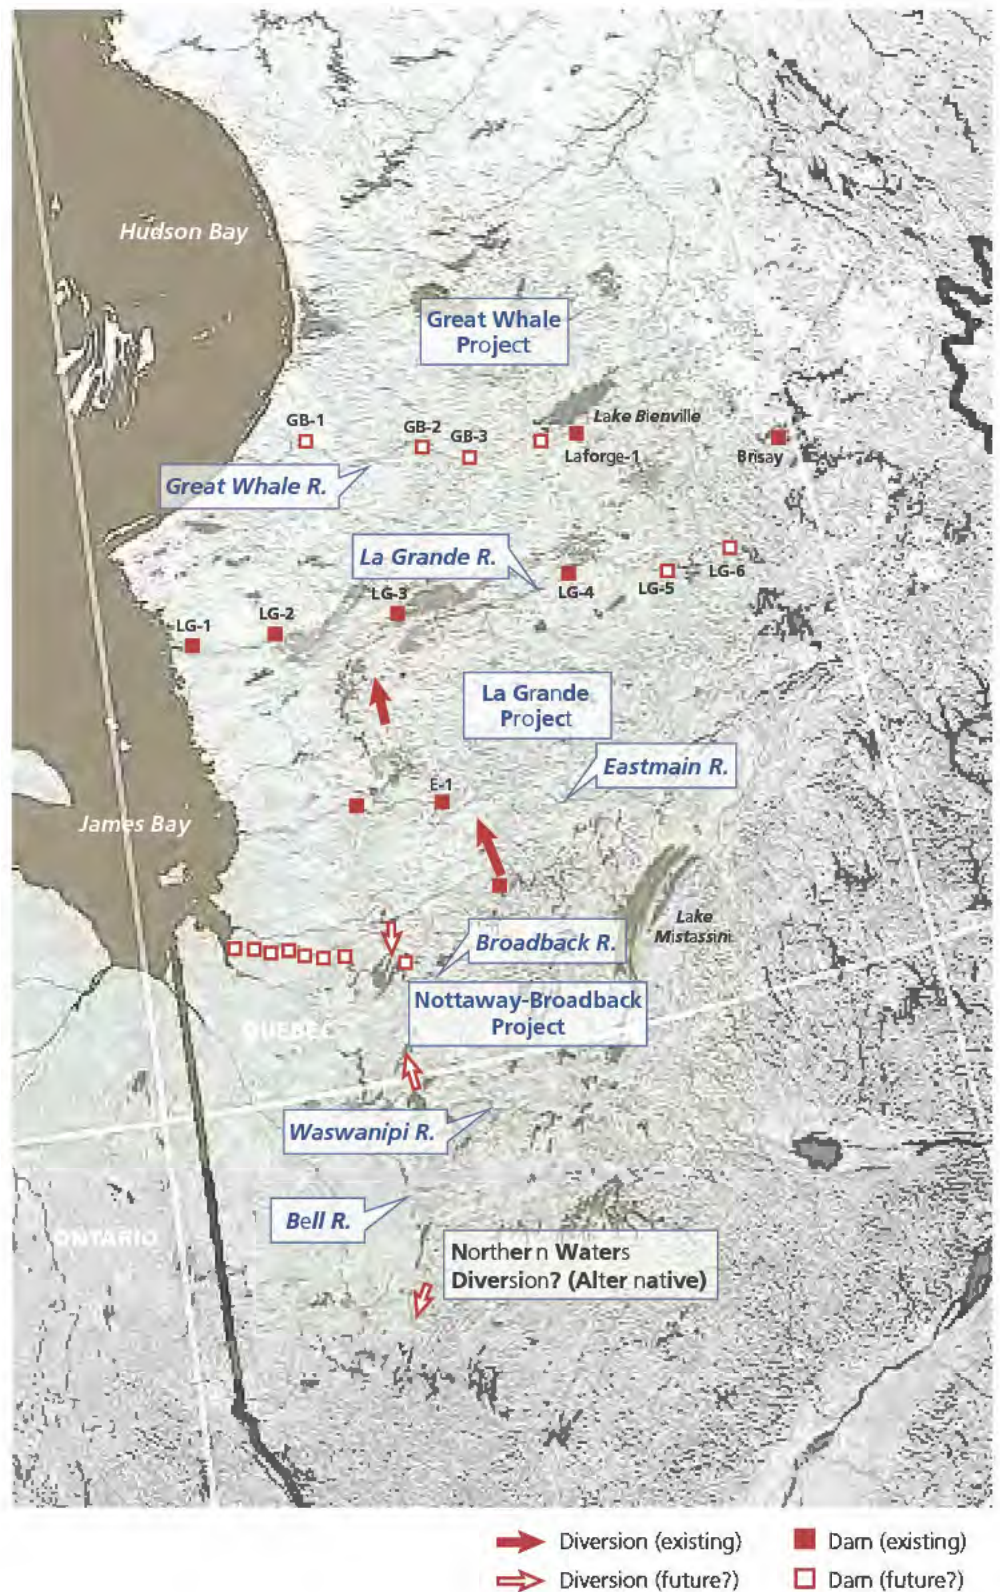 Hudson Bay
Great Whale
Project
GB-1
GB-2
GB-3
Lake Bienville
Laforge-1
Brisay
Great Whale R.
La Grande R.
LG-1
LG-2
LG-3
LG-4
LG-5
LG-6
La Grande
Project
Eastmain R.
E-1
James Bay
Lake
Mistassini
Broadback R.
Nottaway-Broadback
Project
QUEBEC
Waswanipi R.
Bell R.
ONTARIO
Northern Waters
Diversion? (Alternative)
Diversion (existing)
Dam (existing)
Diversion (future?)
Dam (future?)